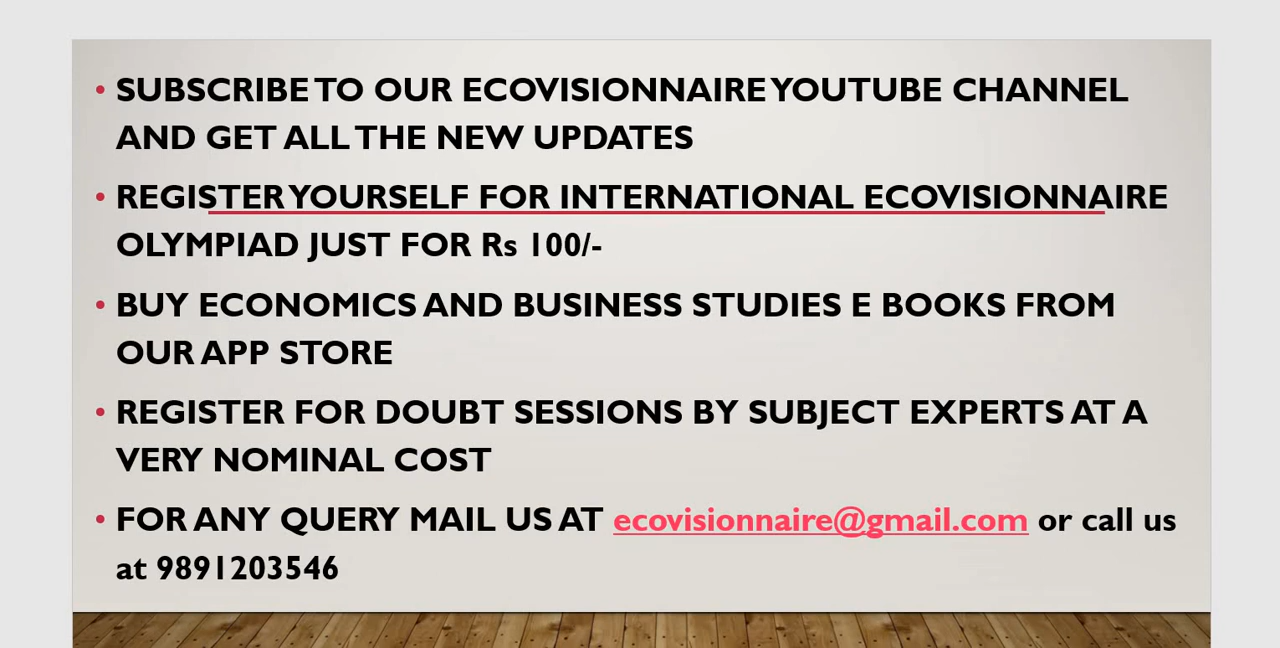 • SUBSCRIBE TO OUR ECOVISIONNAIRE YOUTUBE CHANNEL
AND GET ALL THE NEW UPDATES
• REGISTER YOURSELF FOR INTERNATIONAL ECOVISIONNAIRE
OLYMPIAD JUST FOR Rs 100/-
• BUY ECONOMICS AND BUSINESS STUDIES E BOOKS FROM
OUR APP STORE
• REGISTER FOR DOUBT SESSIONS BY SUBJECT EXPERTS AT A
VERY NOMINAL COST
• FOR ANY QUERY MAIL US AT ecovisionnaire@gmail.com or call us
at 9891203546